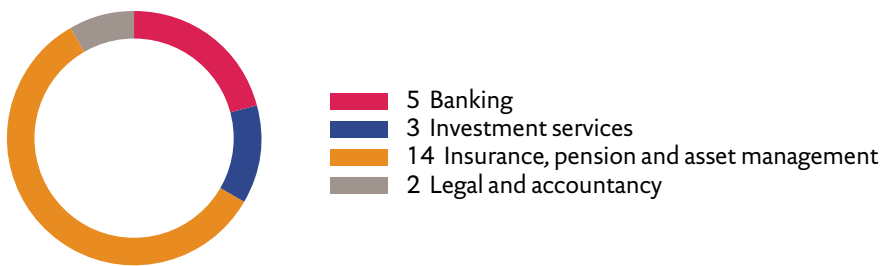 5 Banking
3 Investment services
14 Insurance, pension and asset management
2 Legal and accountancy